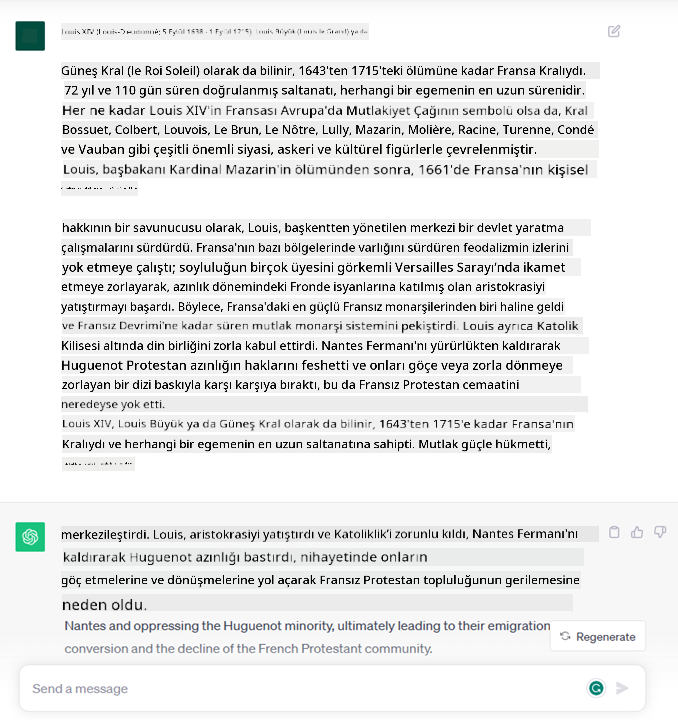 Louis XIV (Louis-Dieudonné; 5 Eylül 1638 - 1 Eylül 1715), Louis Büyük (Louis le Grand) ya da
Güneş Kral (le Roi Soleil) olarak da bilinir, 1643'ten 1715'teki ölümüne kadar Fransa Kralıydı.
72 yıl ve 110 gün süren doğrulanmış saltanatı, herhangi bir egemenin en uzun sürenidir.
Her ne kadar Louis XIV'in Fransası Avrupa'da Mutlakiyet Çağının sembolü olsa da, Kral
Bossuet, Colbert, Louvois, Le Brun, Le Nôtre, Lully, Mazarin, Molière, Racine, Turenne, Condé
ve Vauban gibi çeşitli önemli siyasi, askeri ve kültürel figürlerle çevrelenmiştir.
Louis, başbakanı Kardinal Mazarin'in ölümünden sonra, 1661'de Fransa'nın kişisel
hakkının bir savunucusu olarak, Louis, başkentten yönetilen merkezi bir devlet yaratma
çalışmalarını sürdürdü. Fransa'nın bazı bölgelerinde varlığını sürdüren feodalizmin izlerini
yok etmeye çalıştı; soyluluğun birçok üyesini görkemli Versailles Sarayı'nda ikamet
etmeye zorlayarak, azınlık dönemindeki Fronde isyanlarına katılmış olan aristokrasiyi
yatıştırmayı başardı. Böylece, Fransa'daki en güçlü Fransız monarşilerinden biri haline geldi
ve Fransız Devrimi'ne kadar süren mutlak monarşi sistemini pekiştirdi. Louis ayrıca Katolik
Kilisesi altında din birliğini zorla kabul ettirdi. Nantes Fermanı'nı yürürlükten kaldırarak
Huguenot Protestan azınlığın haklarını feshetti ve onları göçe veya zorla dönmeye
zorlayan bir dizi baskıyla karşı karşıya bıraktı, bu da Fransız Protestan cemaatini
neredeyse yok etti.
Louis XIV, Louis Büyük ya da Güneş Kral olarak da bilinir, 1643'ten 1715'e kadar Fransa'nın
Kralıydı ve herhangi bir egemenin en uzun saltanatına sahipti. Mutlak güçle hükmetti,
merkezileştirdi. Louis, aristokrasiyi yatıştırdı ve Katoliklik'i zorunlu kıldı, Nantes Fermanı'nı
kaldırarak Huguenot azınlığı bastırdı, nihayetinde onların
göç etmelerine ve dönüşmelerine yol açarak Fransız Protestan topluluğunun gerilemesine
neden oldu.
Nantes and oppressing the Huguenot minority, ultimately leading to their emigration
conversion and the decline of the French Protestant community.
Regenerate
Send a message